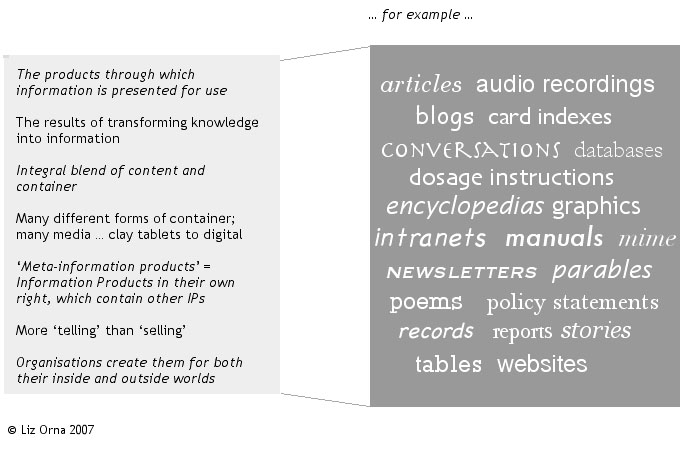 ... for example ...
The products through which
information is presented for use
The results of transforming knowledge
into information
Integral blend of content and
container
Many different forms of container;
many media ... clay tablets to digital
‘Meta-information products’ =
Information Products in their own
right, which contain other IPs
More ‘telling’ than ‘selling’
Organisations create them for both
their inside and outside worlds
articles audio recordings
blogs card indexes
CONVERSATIONS databases
dosage instructions
encyclopedias graphics
intranets manuals mime
NEWSLETTERS parables
poems policy statements
records reports stories
tables websites
© Liz Orna 2007